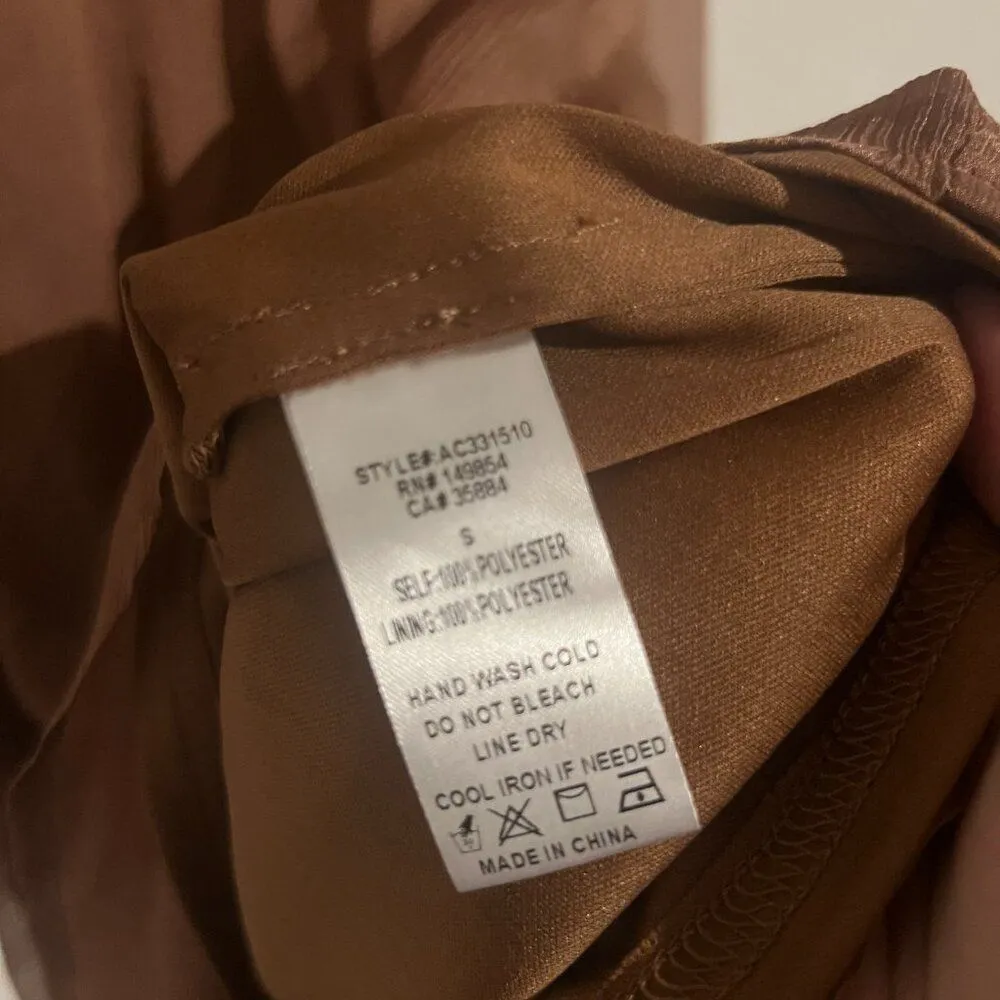 STYLE#:AC331510
RN# 149854
CA# 35884
S
SELF:100%POLYESTER
LINING:100%POLYESTER
HAND WASH COLD
DO NOT BLEACH
LINE DRY
COOL IRON IF NEEDED
MADE IN CHINA